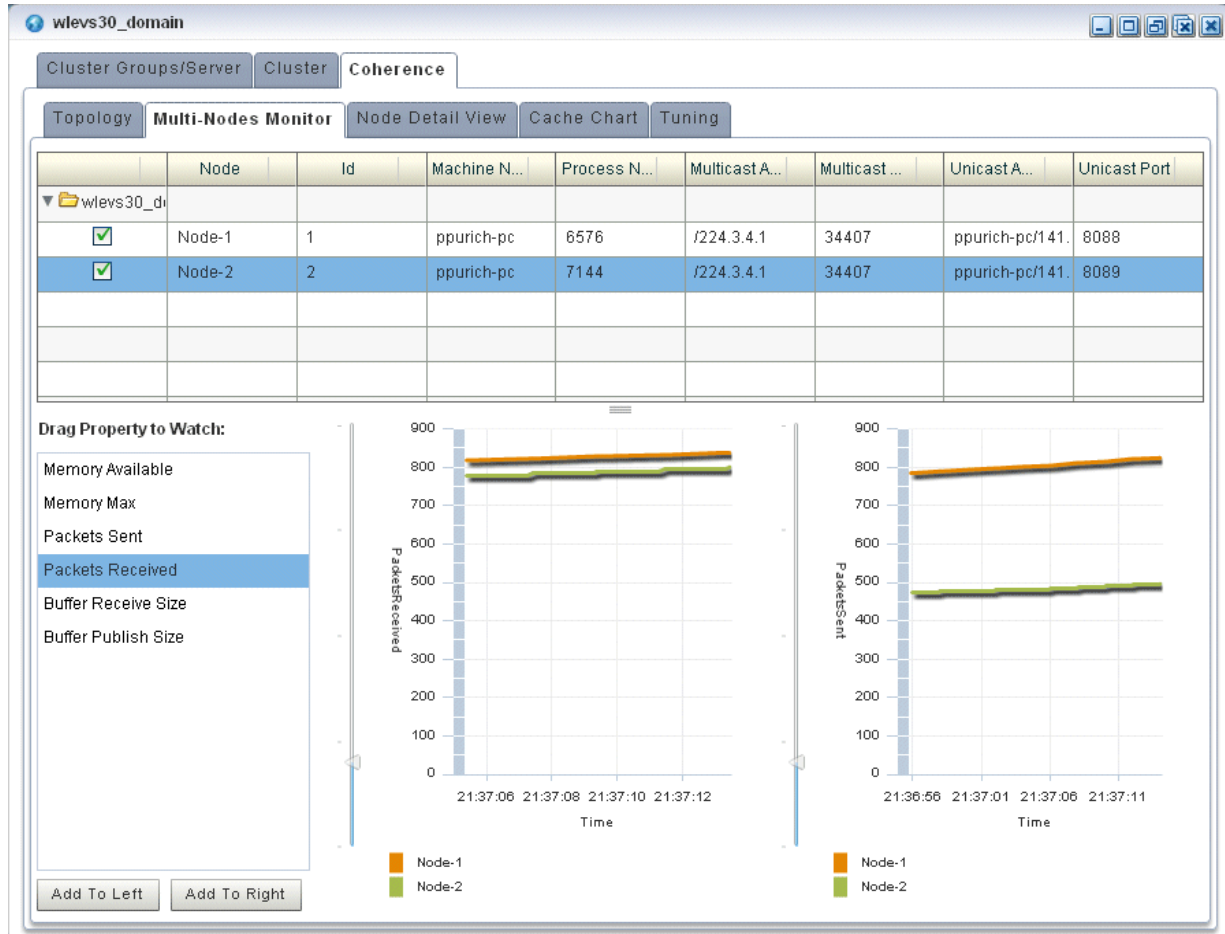 wlevs30_domain
Cluster Groups/Server Cluster Coherence
Topology Multi-Nodes Monitor Node Detail View Cache Chart Tuning
Node Id Machine N... Process N... Multicast A... Multicast ... Unicast A... Unicast Port
wlevs30_d
Node-1 1 ppurich-pc 6576 /224.3.4.1 34407 ppurich-pc/141. 8088
Node-2 2 ppurich-pc 7144 /224.3.4.1 34407 ppurich-pc/141. 8089
Drag Property to Watch:
Memory Available
Memory Max
Packets Sent
Packets Received
Buffer Receive Size
Buffer Publish Size
Add To Left Add To Right
900
800
700
600
500
400
300
200
100
0
PacketsReceived
21:37:06 21:37:08 21:37:10 21:37:12
Time
Node-1
Node-2
900
800
700
600
500
400
300
200
100
0
PacketsSent
21:36:56 21:37:01 21:37:06 21:37:11
Time
Node-1
Node-2